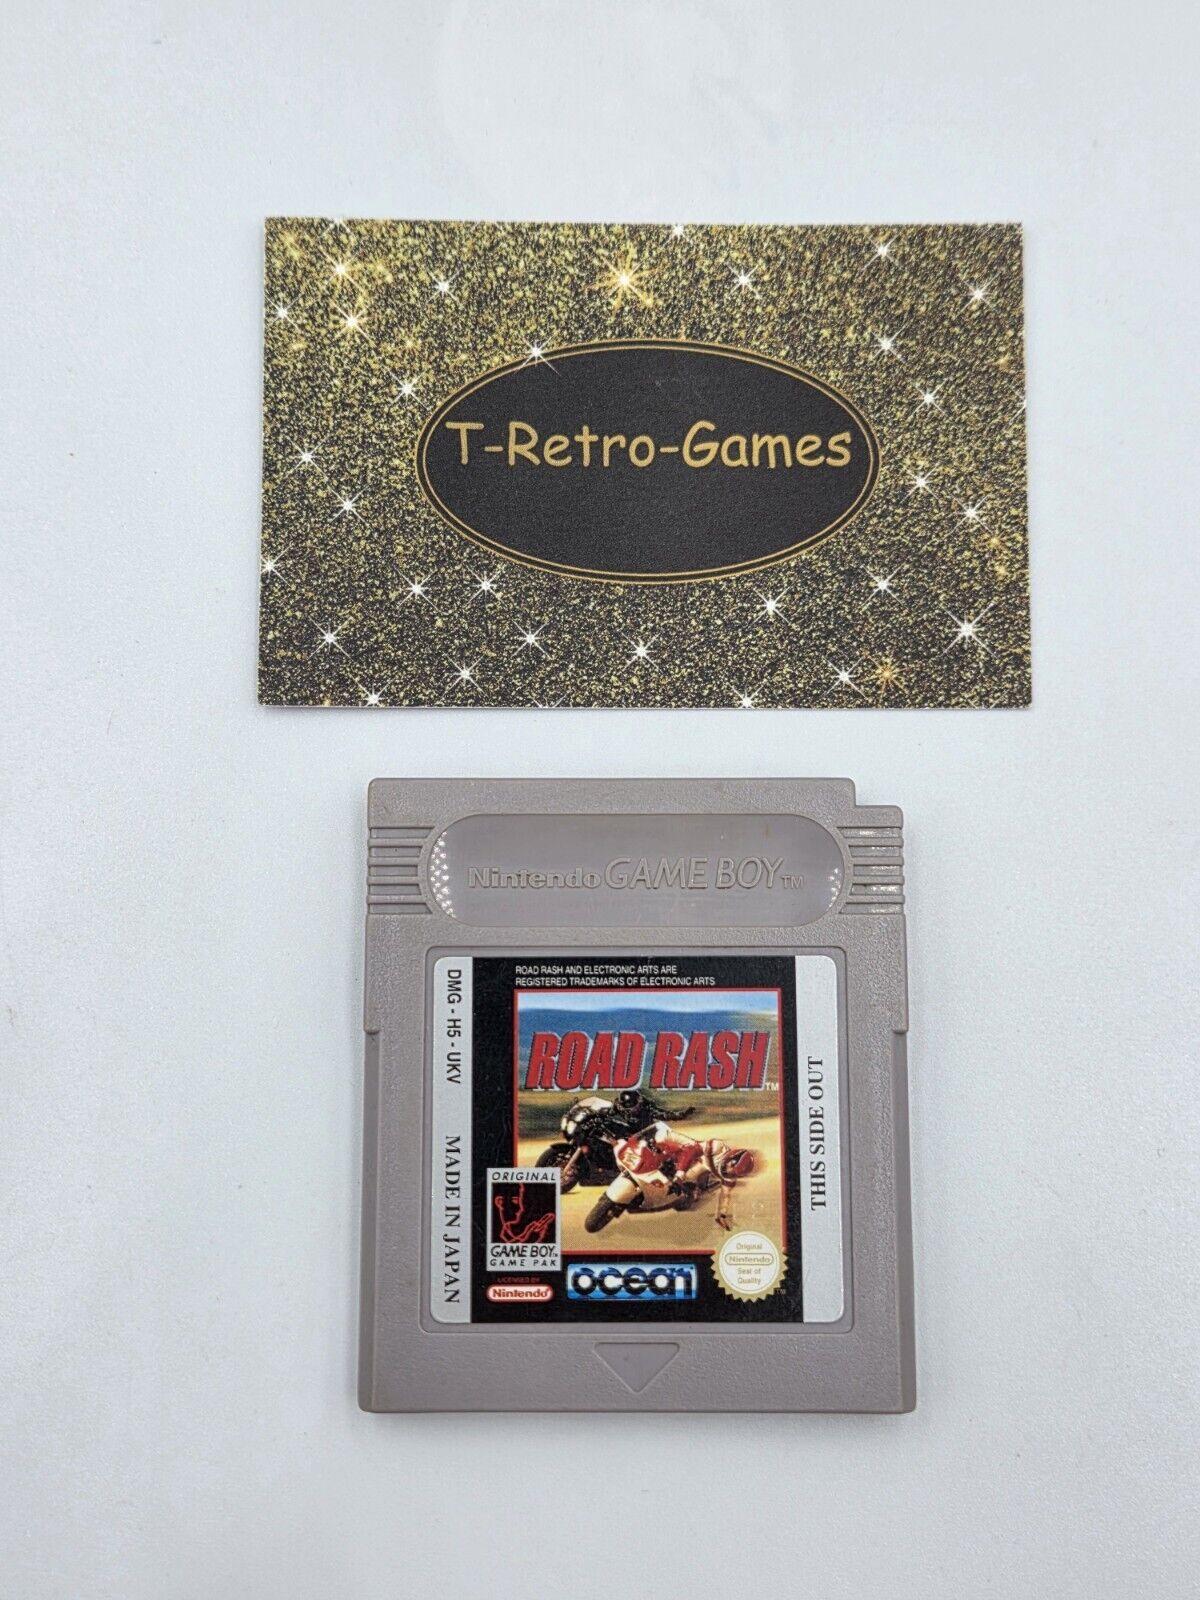 T-Retro-Games
Nintendo GAME BOY TM
DMG - H5 - UKV MADE IN JAPAN
ROAD RASH AND ELECTRONIC ARTS ARE
REGISTERED TRADEMARKS OF ELECTRONIC ARTS
ROAD RASH TM
ORIGINAL
GAME BOY TM
GAME PAK
LICENSED BY
Nintendo
ocean
Original
Nintendo
Seal of
Quality
THIS SIDE OUT